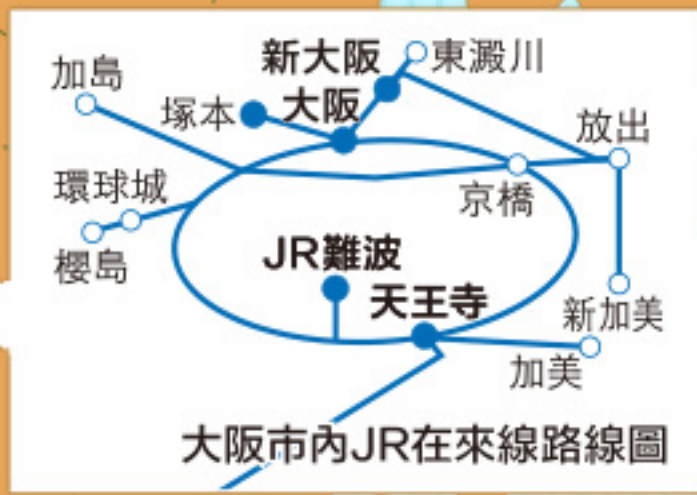 新大阪
東淀川
加島
塚本
大阪
放出
環球城
京橋
櫻島
JR難波
天王寺
新加美
加美
大阪市內JR在來線路線圖